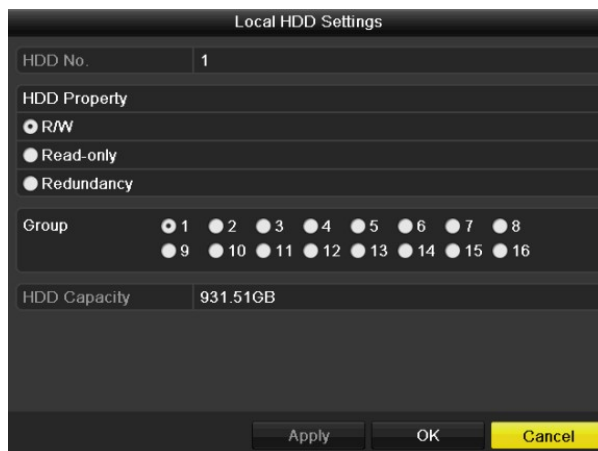 Local HDD Settings
HDD No. 1
HDD Property
R/W
Read-only
Redundancy
Group 1 2 3 4 5 6 7 8
9 10 11 12 13 14 15 16
HDD Capacity 931.51GB
Apply OK Cancel